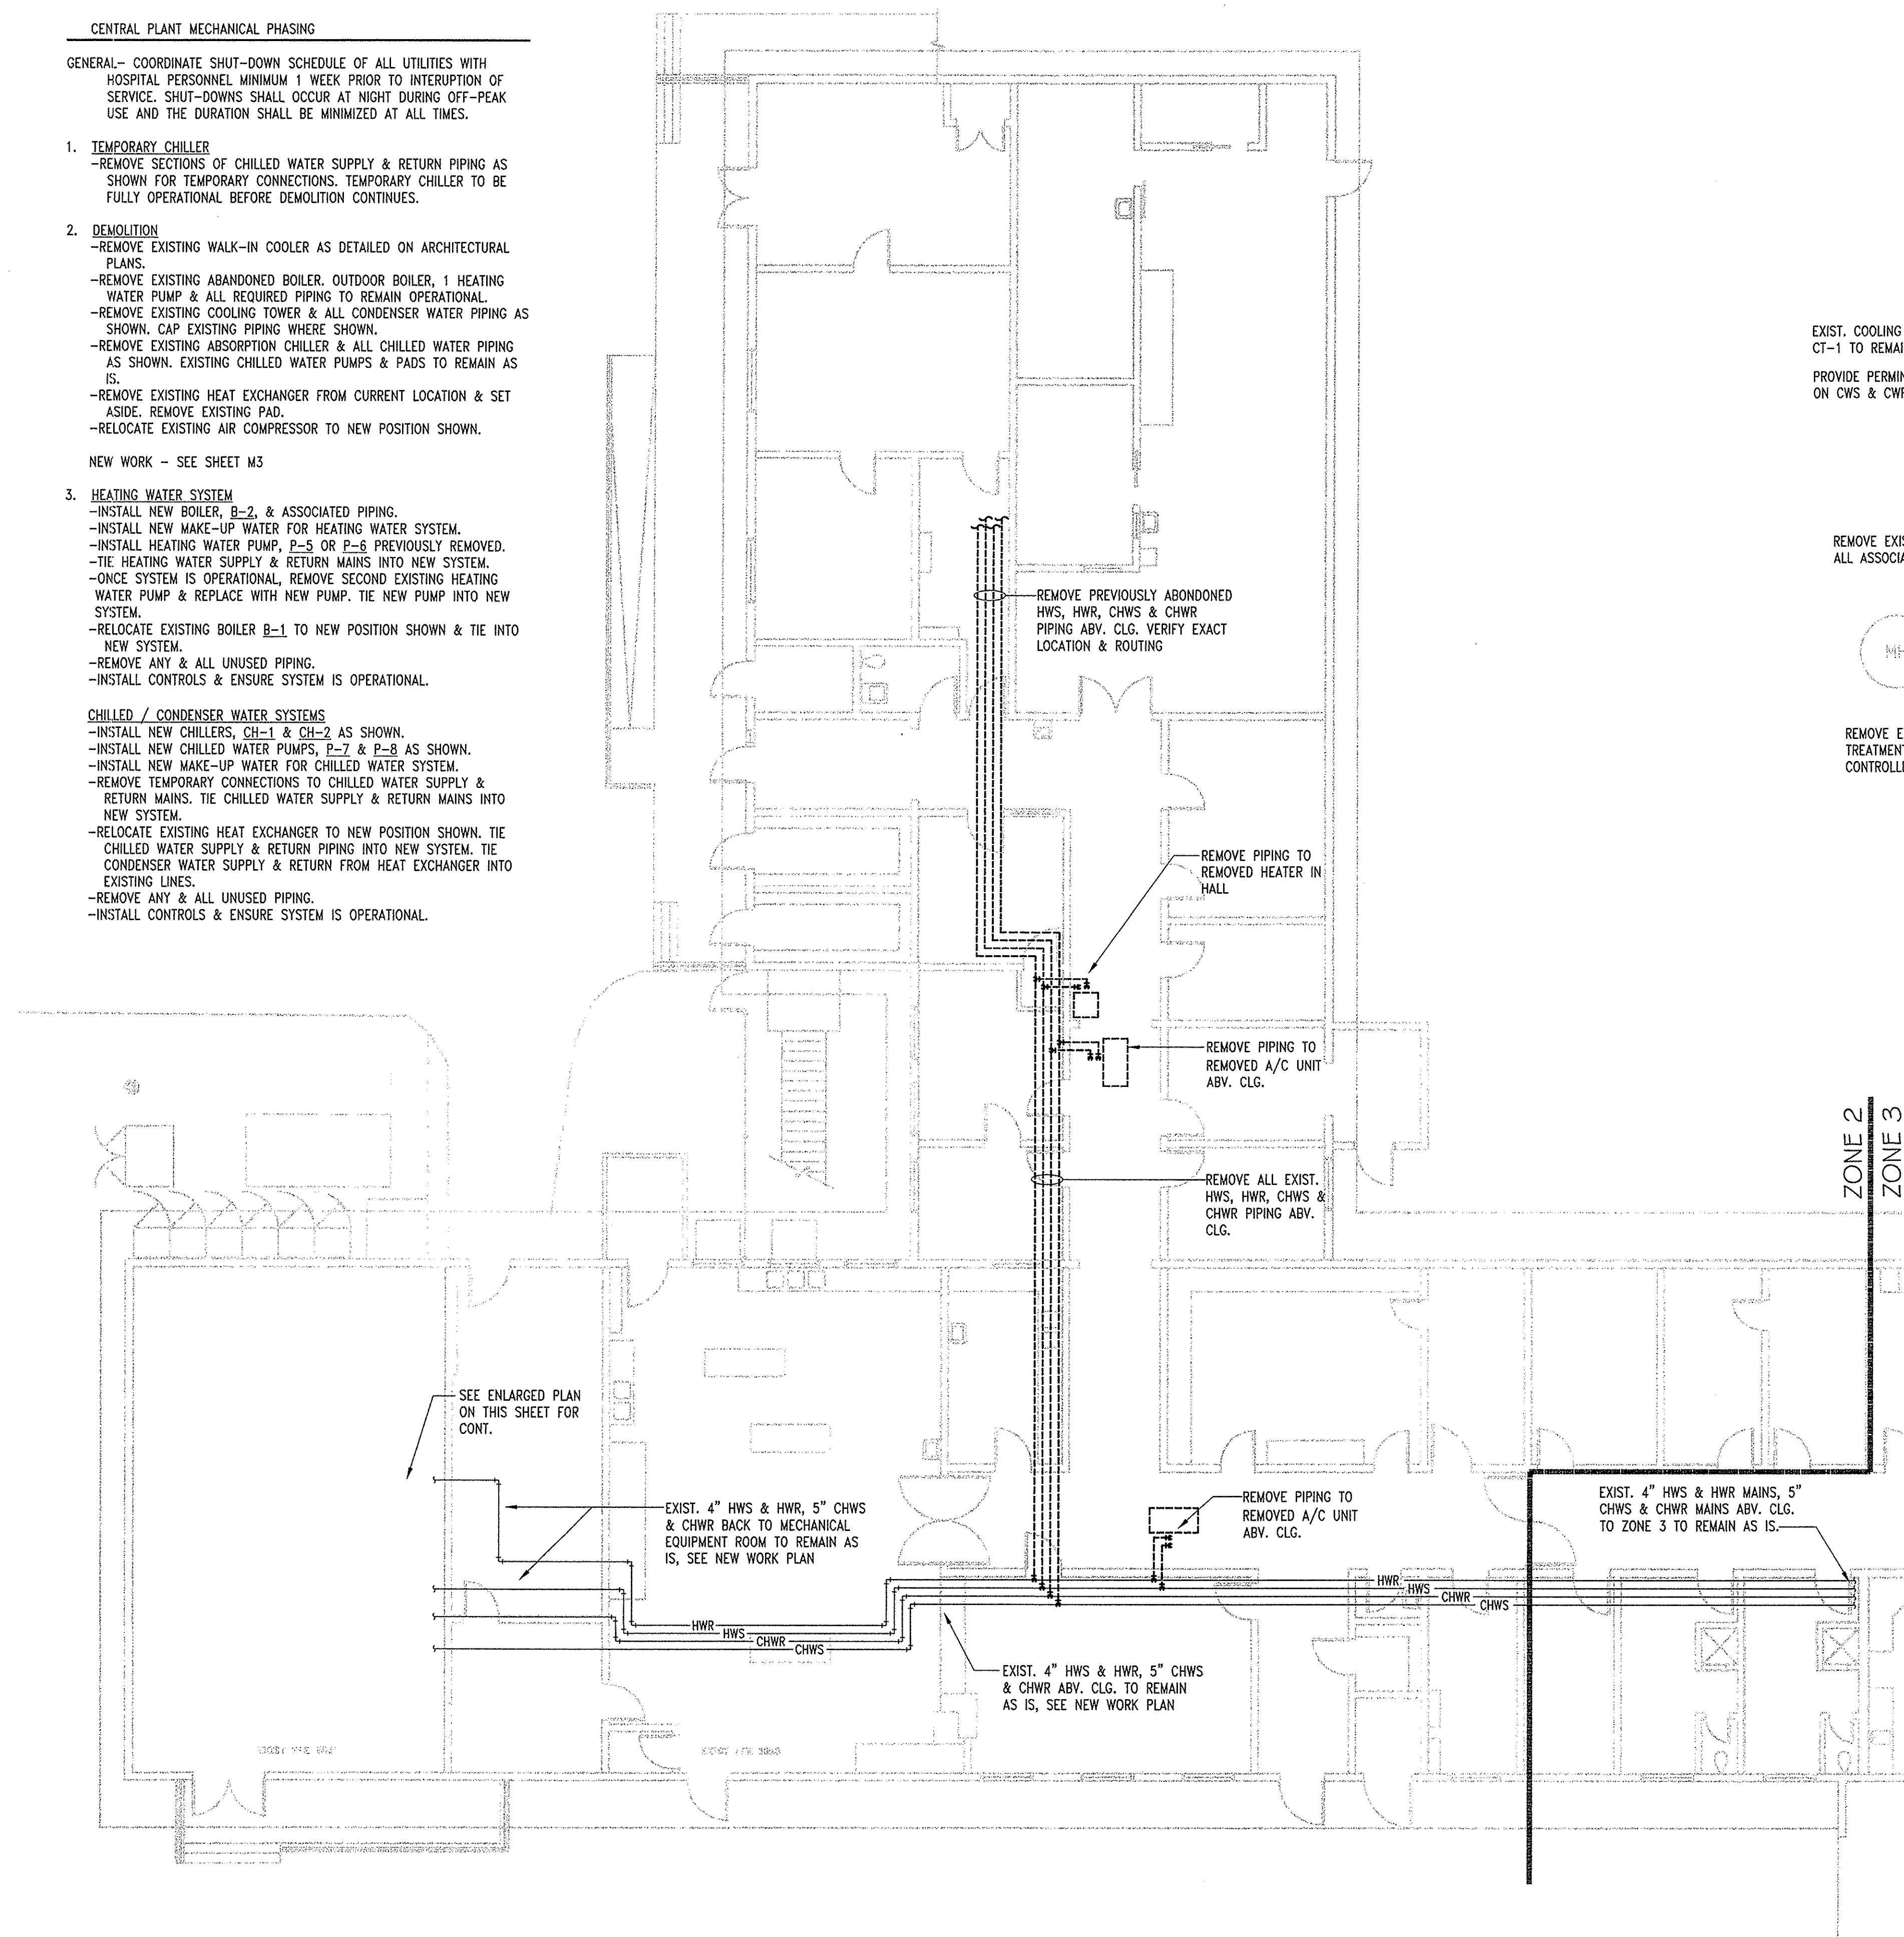 CENTRAL PLANT MECHANICAL PHASING
GENERAL- COORDINATE SHUT-DOWN SCHEDULE OF ALL UTILITIES WITH
HOSPITAL PERSONNEL MINIMUM 1 WEEK PRIOR TO INTERUPTION OF
SERVICE. SHUT-DOWNS SHALL OCCUR AT NIGHT DURING OFF-PEAK
USE AND THE DURATION SHALL BE MINIMIZED AT ALL TIMES.
1. TEMPORARY CHILLER
-REMOVE SECTIONS OF CHILLED WATER SUPPLY & RETURN PIPING AS
SHOWN FOR TEMPORARY CONNECTIONS. TEMPORARY CHILLER TO BE
FULLY OPERATIONAL BEFORE DEMOLITION CONTINUES.
2. DEMOLITION
-REMOVE EXISTING WALK-IN COOLER AS DETAILED ON ARCHITECTURAL
PLANS.
-REMOVE EXISTING ABANDONED BOILER. OUTDOOR BOILER, 1 HEATING
WATER PUMP & ALL REQUIRED PIPING TO REMAIN OPERATIONAL.
-REMOVE EXISTING COOLING TOWER & ALL CONDENSER WATER PIPING AS
SHOWN. CAP EXISTING PIPING WHERE SHOWN.
-REMOVE EXISTING ABSORPTION CHILLER & ALL CHILLED WATER PIPING
AS SHOWN. EXISTING CHILLED WATER PUMPS & PADS TO REMAIN AS
IS.
-REMOVE EXISTING HEAT EXCHANGER FROM CURRENT LOCATION & SET
ASIDE. REMOVE EXISTING PAD.
-RELOCATE EXISTING AIR COMPRESSOR TO NEW POSITION SHOWN.
NEW WORK - SEE SHEET M3
3. HEATING WATER SYSTEM
-INSTALL NEW BOILER, B-2, & ASSOCIATED PIPING.
-INSTALL NEW MAKE-UP WATER FOR HEATING WATER SYSTEM.
-INSTALL HEATING WATER PUMP, P-5 OR P-6 PREVIOUSLY REMOVED.
-TIE HEATING WATER SUPPLY & RETURN MAINS INTO NEW SYSTEM.
-ONCE SYSTEM IS OPERATIONAL, REMOVE SECOND EXISTING HEATING
WATER PUMP & REPLACE WITH NEW PUMP. TIE NEW PUMP INTO NEW
SYSTEM.
-RELOCATE EXISTING BOILER B-1 TO NEW POSITION SHOWN & TIE INTO
NEW SYSTEM.
-REMOVE ANY & ALL UNUSED PIPING.
-INSTALL CONTROLS & ENSURE SYSTEM IS OPERATIONAL.
CHILLED / CONDENSER WATER SYSTEMS
-INSTALL NEW CHILLERS, CH-1 & CH-2 AS SHOWN.
-INSTALL NEW CHILLED WATER PUMPS, P-7 & P-8 AS SHOWN.
-INSTALL NEW MAKE-UP WATER FOR CHILLED WATER SYSTEM.
-REMOVE TEMPORARY CONNECTIONS TO CHILLED WATER SUPPLY &
RETURN MAINS. TIE CHILLED WATER SUPPLY & RETURN MAINS INTO
NEW SYSTEM.
-RELOCATE EXISTING HEAT EXCHANGER TO NEW POSITION SHOWN. TIE
CHILLED WATER SUPPLY & RETURN PIPING INTO NEW SYSTEM. TIE
CONDENSER WATER SUPPLY & RETURN FROM HEAT EXCHANGER INTO
EXISTING LINES.
-REMOVE ANY & ALL UNUSED PIPING.
-INSTALL CONTROLS & ENSURE SYSTEM IS OPERATIONAL.
EXIST. COOLING
CT-1 TO REMAI
PROVIDE PERMIN
ON CWS & CWR
REMOVE EXIS
ALL ASSOCIA
MH
REMOVE E
TREATMENT
CONTROLLE
REMOVE PREVIOUSLY ABONDONED
HWS, HWR, CHWS & CHWR
PIPING ABV. CLG. VERIFY EXACT
LOCATION & ROUTING
REMOVE PIPING TO
REMOVED HEATER IN
HALL
REMOVE PIPING TO
REMOVED A/C UNIT
ABV. CLG.
REMOVE ALL EXIST.
HWS, HWR, CHWS &
CHWR PIPING ABV.
CLG.
ZONE 2
ZONE 3
SEE ENLARGED PLAN
ON THIS SHEET FOR
CONT.
EXIST. 4" HWS & HWR, 5" CHWS
& CHWR BACK TO MECHANICAL
EQUIPMENT ROOM TO REMAIN AS
IS, SEE NEW WORK PLAN
REMOVE PIPING TO
REMOVED A/C UNIT
ABV. CLG.
EXIST. 4" HWS & HWR MAINS, 5"
CHWS & CHWR MAINS ABV. CLG.
TO ZONE 3 TO REMAIN AS IS.
HWR
HWS
CHWR
CHWS
HWR
HWS
CHWR
CHWS
EXIST. 4" HWS & HWR, 5" CHWS
& CHWR ABV. CLG. TO REMAIN
AS IS, SEE NEW WORK PLAN